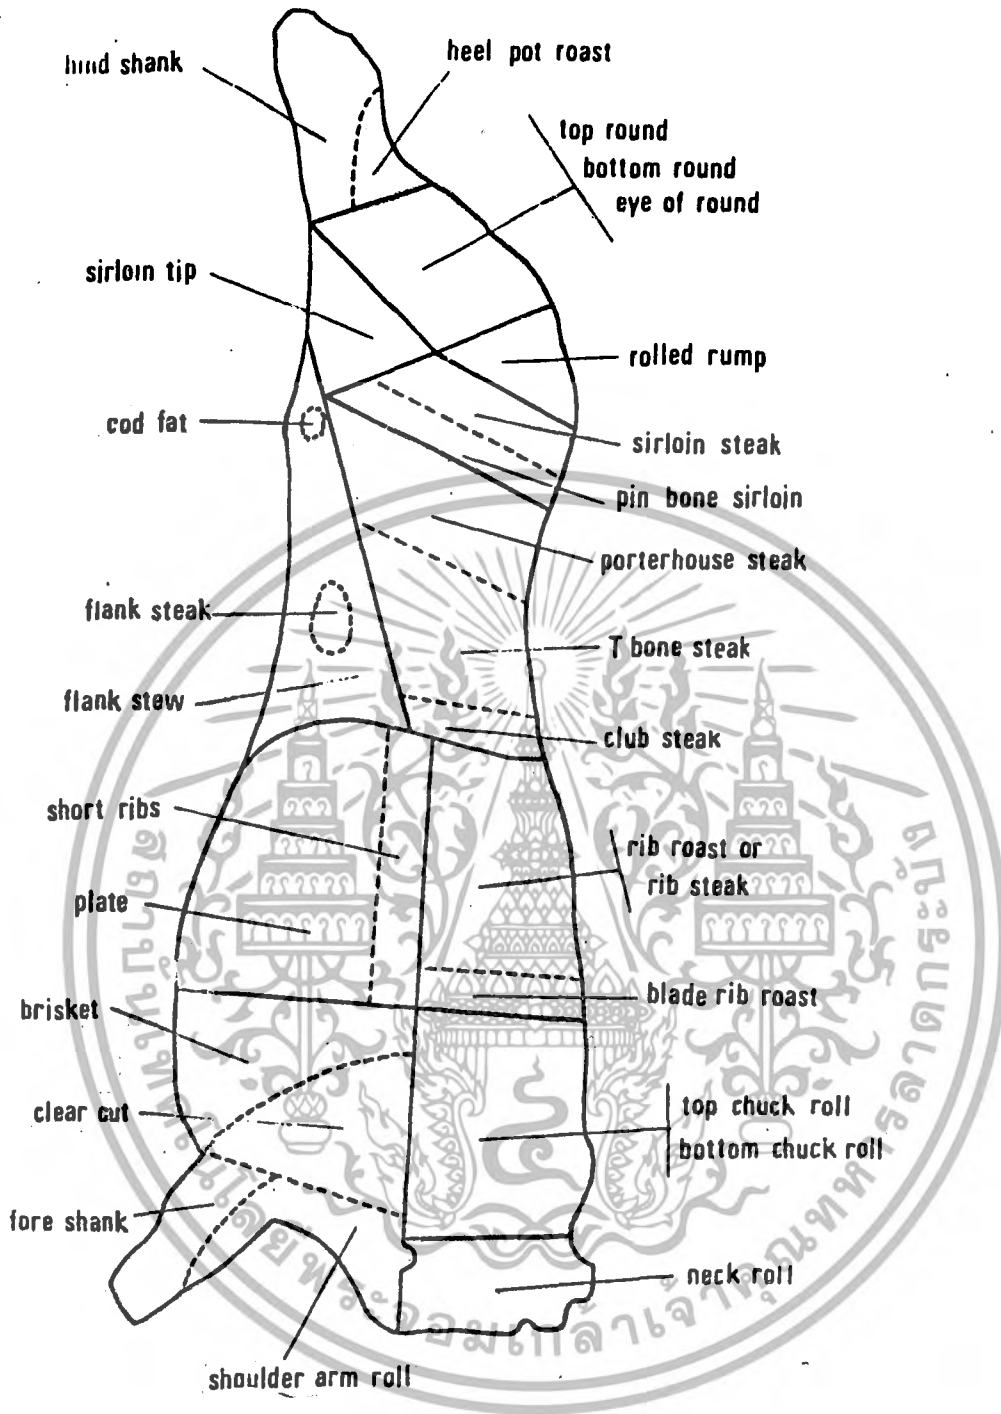 hind shank
heel pot roast
top round
bottom round
eye of round
sirloin tip
rolled rump
cod fat
sirloin steak
pin bone sirloin
porterhouse steak
flank steak
T bone steak
flank stew
club steak
short ribs
rib roast or
rib steak
plate
blade rib roast
brisket
clear cut
top chuck roll
bottom chuck roll
fore shank
neck roll
shoulder arm roll